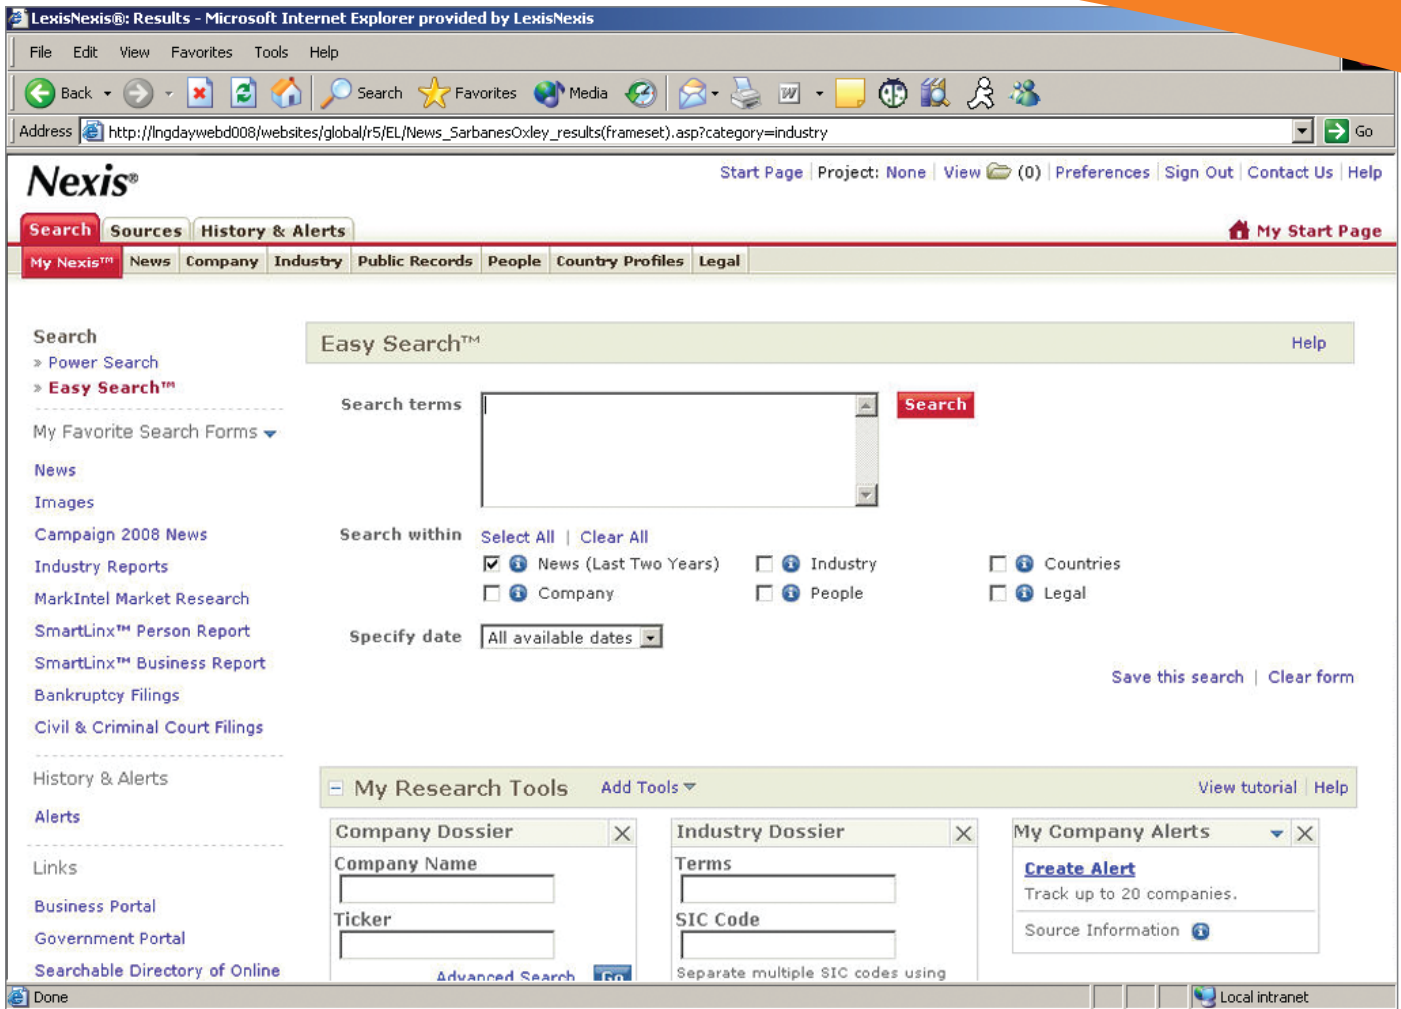 LexisNexis®: Results - Microsoft Internet Explorer provided by LexisNexis
File Edit View Favorites Tools Help
Back Search Favorites Media
Address http://lngdaywebd008/websites/global/r5/EL/News_SarbanesOxley_results(frameset).asp?category=industry Go
Nexis® Start Page | Project: None | View (0) | Preferences | Sign Out | Contact Us | Help
Search Sources History & Alerts My Start Page
My Nexis™ News Company Industry Public Records People Country Profiles Legal
Search
» Power Search
» Easy Search™
My Favorite Search Forms
News
Images
Campaign 2008 News
Industry Reports
MarkIntel Market Research
SmartLinx™ Person Report
SmartLinx™ Business Report
Bankruptcy Filings
Civil & Criminal Court Filings
History & Alerts
Alerts
Links
Business Portal
Government Portal
Searchable Directory of Online
Easy Search™ Help
Search terms Search
Search within Select All | Clear All
News (Last Two Years) Industry Countries
Company People Legal
Specify date All available dates
Save this search | Clear form
My Research Tools Add Tools View tutorial | Help
Company Dossier
Company Name
Ticker
Advanced Search Go
Industry Dossier
Terms
SIC Code
Separate multiple SIC codes using
My Company Alerts
Create Alert
Track up to 20 companies.
Source Information
Done Local intranet